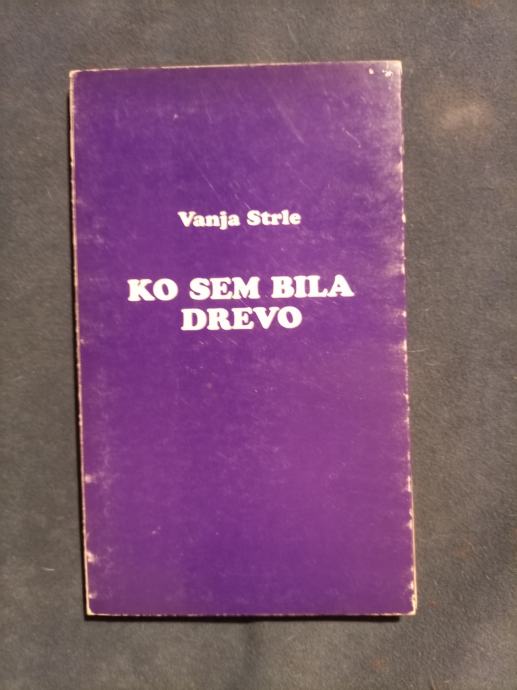 Vanja Strle
KO SEM BILA
DREVO